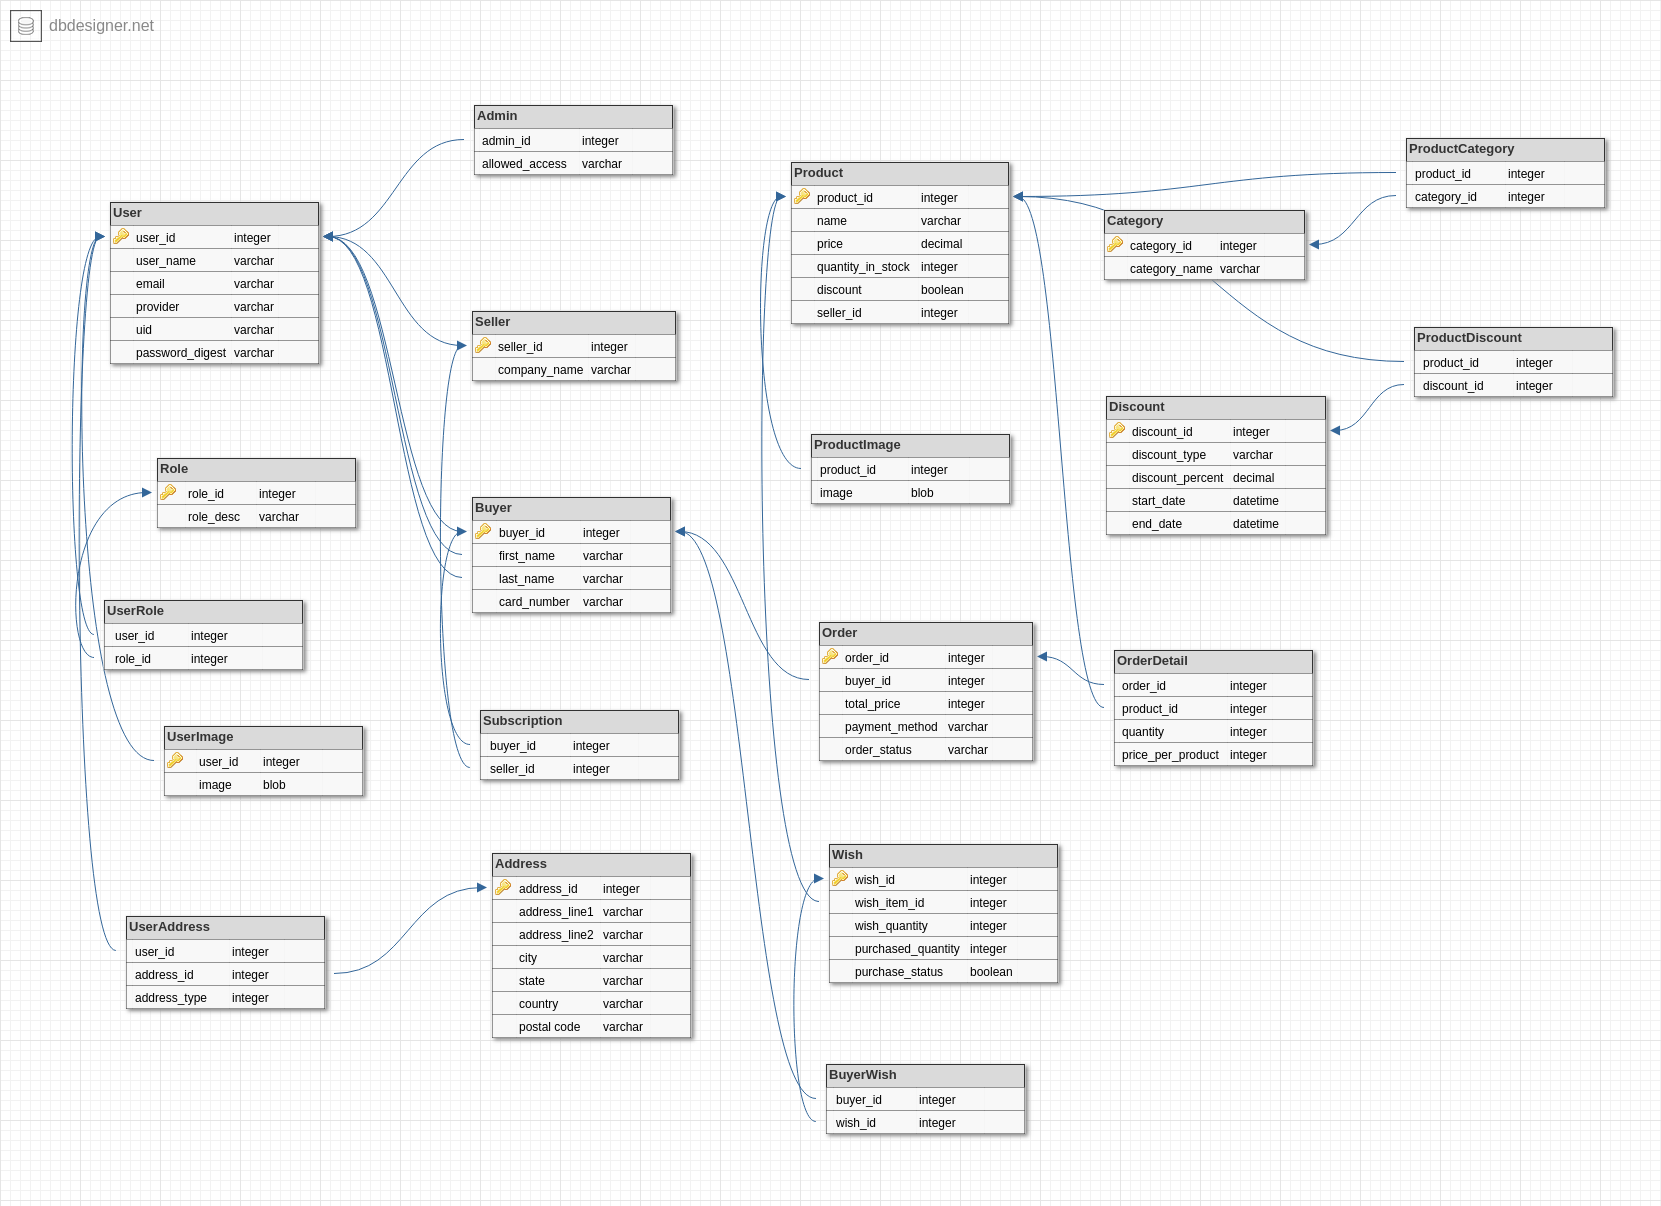 dbdesigner.net
Admin
admin_id integer
allowed_access varchar
User
user_id integer
user_name varchar
email varchar
provider varchar
uid varchar
password_digest varchar
Seller
seller_id integer
company_name varchar
Role
role_id integer
role_desc varchar
Buyer
buyer_id integer
first_name varchar
last_name varchar
card_number varchar
UserRole
user_id integer
role_id integer
UserImage
user_id integer
image blob
Subscription
buyer_id integer
seller_id integer
UserAddress
user_id integer
address_id integer
address_type integer
Address
address_id integer
address_line1 varchar
address_line2 varchar
city varchar
state varchar
country varchar
postal code varchar
Product
product_id integer
name varchar
price decimal
quantity_in_stock integer
discount boolean
seller_id integer
ProductCategory
product_id integer
category_id integer
Category
category_id integer
category_name varchar
ProductDiscount
product_id integer
discount_id integer
Discount
discount_id integer
discount_type varchar
discount_percent decimal
start_date datetime
end_date datetime
ProductImage
product_id integer
image blob
Order
order_id integer
buyer_id integer
total_price integer
payment_method varchar
order_status varchar
OrderDetail
order_id integer
product_id integer
quantity integer
price_per_product integer
Wish
wish_id integer
wish_item_id integer
wish_quantity integer
purchased_quantity integer
purchase_status boolean
BuyerWish
buyer_id integer
wish_id integer